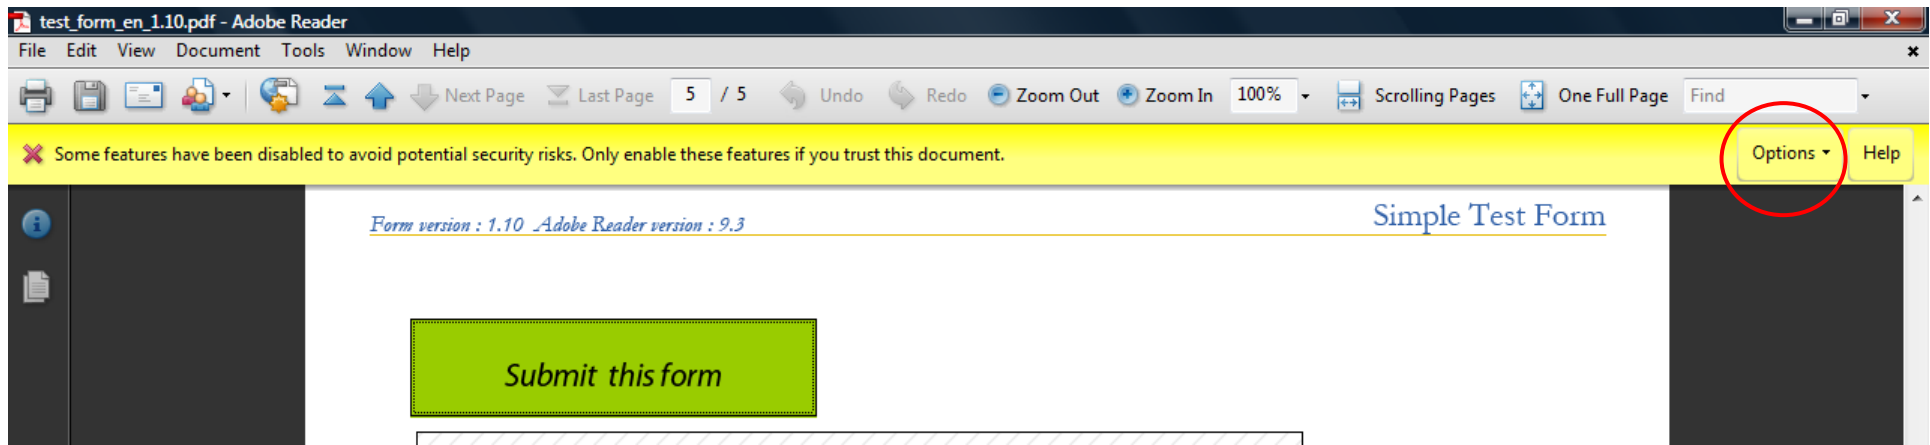 test_form_en_1.10.pdf - Adobe Reader
File Edit View Document Tools Window Help
Next Page Last Page 5 / 5 Undo Redo Zoom Out Zoom In 100% Scrolling Pages One Full Page Find
Some features have been disabled to avoid potential security risks. Only enable these features if you trust this document. Options Help
Form version : 1.10 Adobe Reader version : 9.3 Simple Test Form
Submit this form